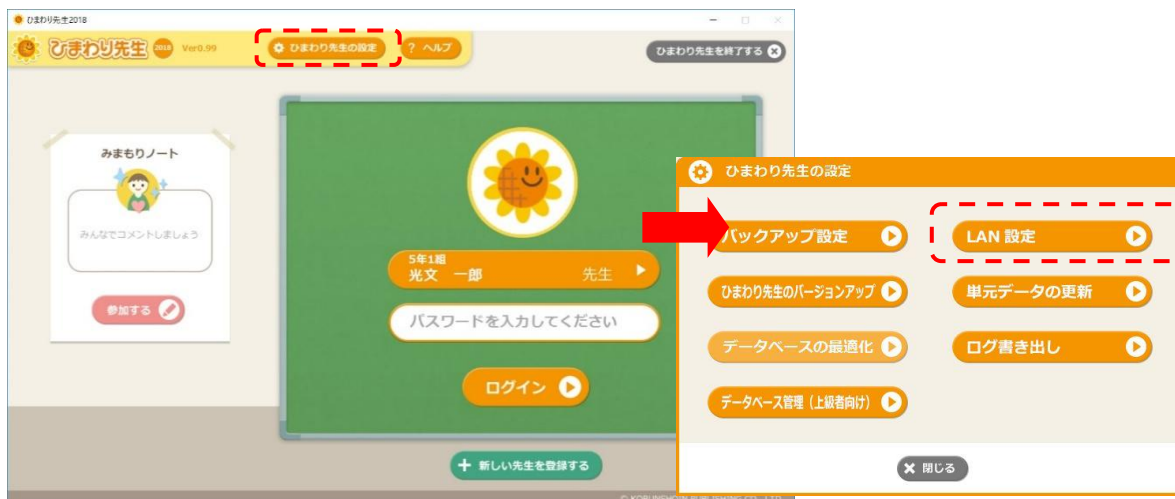 ひまわり先生2018
ひまわり先生 2018 Ver0.99
ひまわり先生の設定
? ヘルプ
ひまわり先生を終了する
みまもりノート
みんなでコメントしましょう
参加する
5年1組
光文 一郎 先生
パスワードを入力してください
ログイン
新しい先生を登録する
ひまわり先生の設定
バックアップ設定
LAN 設定
ひまわり先生のバージョンアップ
単元データの更新
データベースの最適化
ログ書き出し
データベース管理(上級者向け)
閉じる